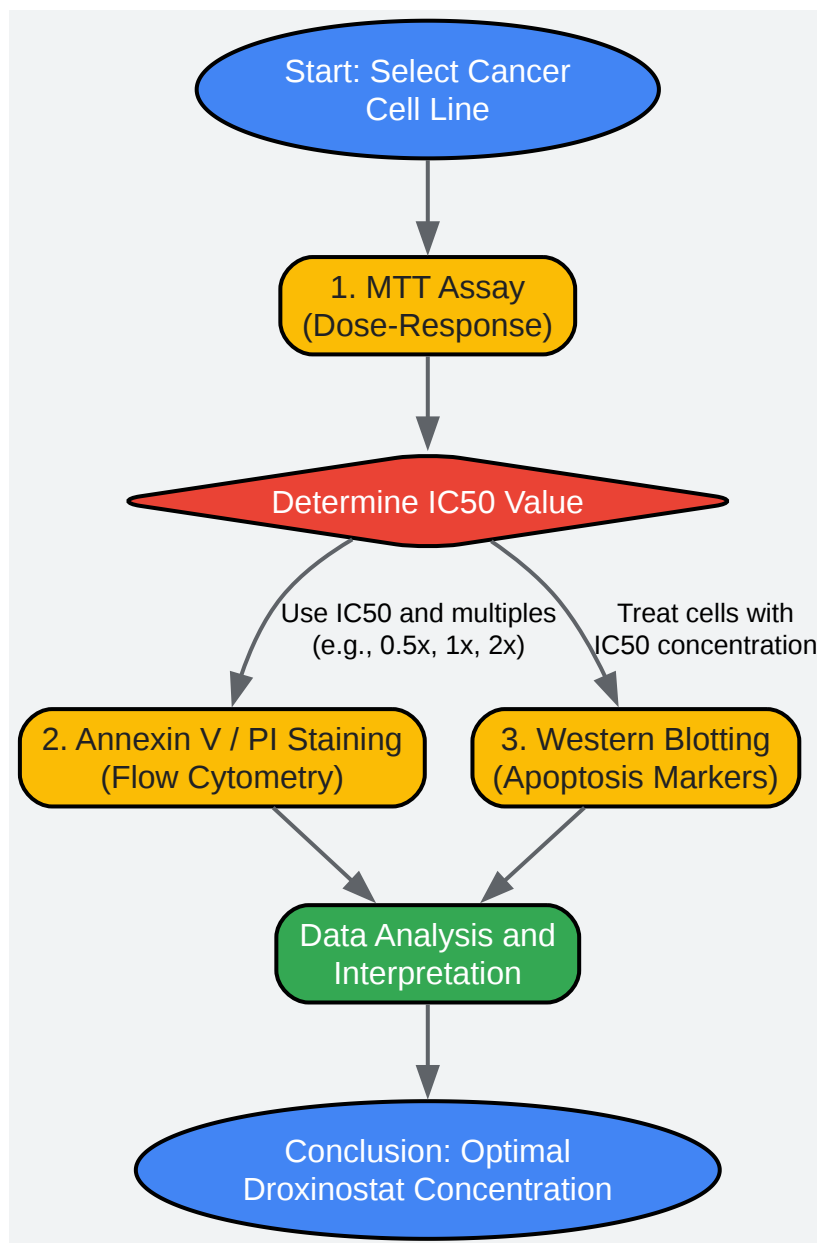 Start: Select Cancer
Cell Line
1. MTT Assay
(Dose-Response)
Determine IC50 Value
Use IC50 and multiples
(e.g., 0.5x, 1x, 2x)
Treat cells with
IC50 concentration
2. Annexin V / PI Staining
(Flow Cytometry)
3. Western Blotting
(Apoptosis Markers)
Data Analysis and
Interpretation
Conclusion: Optimal
Droxinostat Concentration